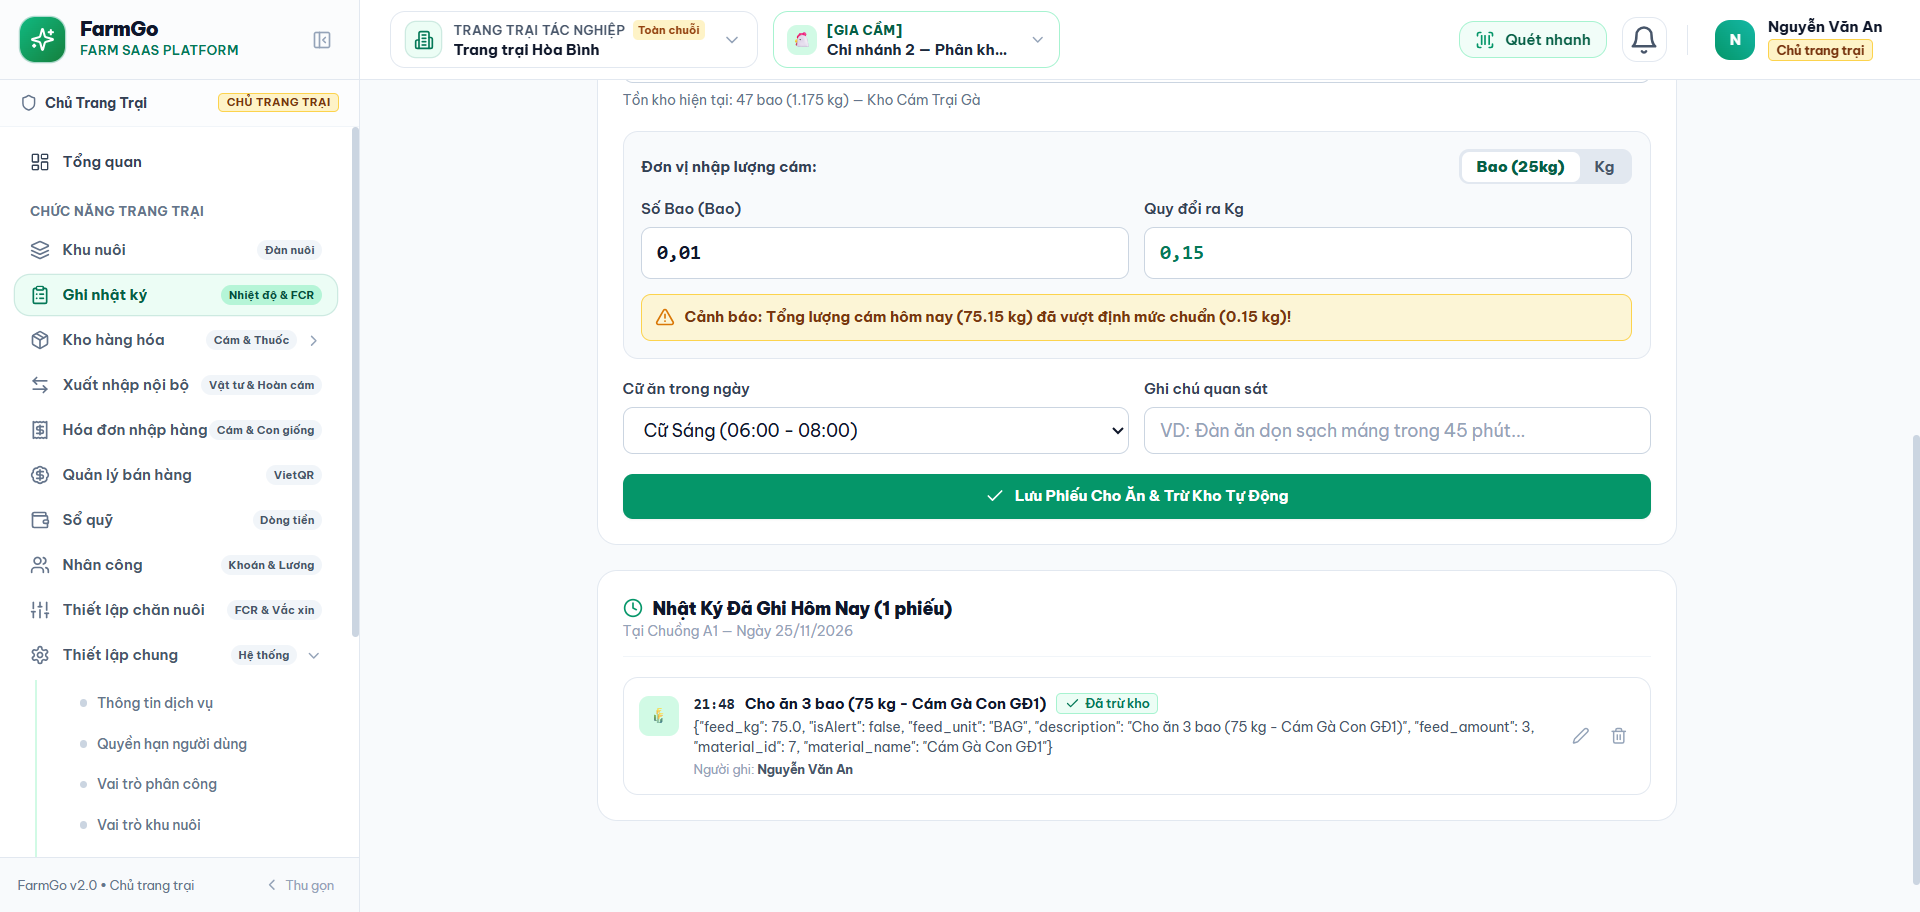 FarmGo
FARM SAAS PLATFORM
TRANG TRẠI TÁC NGHIỆP Toàn chuỗi
Trang trại Hòa Bình
[GIA CẦM]
Chi nhánh 2 – Phân kh...
Quét nhanh
N
Nguyễn Văn An
Chủ trang trại
Chủ Trang Trại
CHỦ TRANG TRẠI
Tổng quan
CHỨC NĂNG TRANG TRẠI
Khu nuôi Đàn nuôi
Ghi nhật ký Nhiệt độ & FCR
Kho hàng hóa Cám & Thuốc
Xuất nhập nội bộ Vật tư & Hoàn cám
Hóa đơn nhập hàng Cám & Con giống
Quản lý bán hàng VietQR
Sổ quỹ Dòng tiền
Nhân công Khoán & Lương
Thiết lập chăn nuôi FCR & Vắc xin
Thiết lập chung Hệ thống
Thông tin dịch vụ
Quyền hạn người dùng
Vai trò phân công
Vai trò khu nuôi
FarmGo v2.0 • Chủ trang trại
Thu gọn
Tồn kho hiện tại: 47 bao (1.175 kg) — Kho Cám Trại Gà
Đơn vị nhập lượng cám:
Bao (25kg) Kg
Số Bao (Bao)
Quy đổi ra Kg
0,01
0,15
Cảnh báo: Tổng lượng cám hôm nay (75.15 kg) đã vượt định mức chuẩn (0.15 kg)!
Cữ ăn trong ngày
Ghi chú quan sát
Cữ Sáng (06:00 - 08:00)
VD: Đàn ăn dọn sạch máng trong 45 phút...
Lưu Phiếu Cho Ăn & Trừ Kho Tự Động
Nhật Ký Đã Ghi Hôm Nay (1 phiếu)
Tại Chuồng A1 — Ngày 25/11/2026
21:48 Cho ăn 3 bao (75 kg - Cám Gà Con GĐ1) Đã trừ kho
{"feed_kg": 75.0, "isAlert": false, "feed_unit": "BAG", "description": "Cho ăn 3 bao (75 kg - Cám Gà Con GĐ1)", "feed_amount": 3,
"material_id": 7, "material_name": "Cám Gà Con GĐ1"}
Người ghi: Nguyễn Văn An